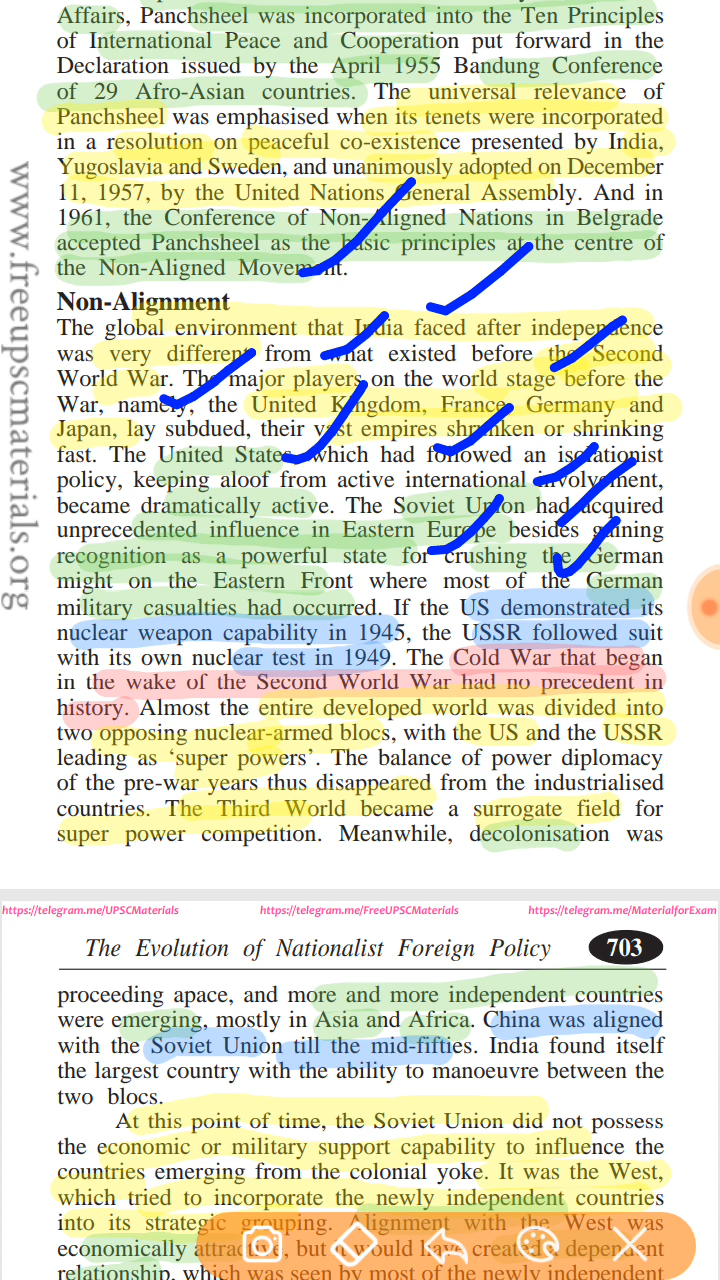 Affairs, Panchsheel was incorporated into the Ten Principles
of International Peace and Cooperation put forward in the
Declaration issued by the April 1955 Bandung Conference
of 29 Afro-Asian countries. The universal relevance of
Panchsheel was emphasised when its tenets were incorporated
in a resolution on peaceful co-existence presented by India,
Yugoslavia and Sweden, and unanimously adopted on December
11, 1957, by the United Nations General Assembly. And in
1961, the Conference of Non-Aligned Nations in Belgrade
accepted Panchsheel as the basic principles at the centre of
the Non-Aligned Movement.
Non-Alignment
The global environment that India faced after independence
was very different from what existed before the Second
World War. The major players on the world stage before the
War, namely, the United Kingdom, France, Germany and
Japan, lay subdued, their vast empires shrunken or shrinking
fast. The United States, which had followed an isolationist
policy, keeping aloof from active international involvement,
became dramatically active. The Soviet Union had acquired
unprecedented influence in Eastern Europe besides gaining
recognition as a powerful state for crushing the German
might on the Eastern Front where most of the German
military casualties had occurred. If the US demonstrated its
nuclear weapon capability in 1945, the USSR followed suit
with its own nuclear test in 1949. The Cold War that began
in the wake of the Second World War had no precedent in
history. Almost the entire developed world was divided into
two opposing nuclear-armed blocs, with the US and the USSR
leading as ‘super powers’. The balance of power diplomacy
of the pre-war years thus disappeared from the industrialised
countries. The Third World became a surrogate field for
super power competition. Meanwhile, decolonisation was
www.freeupscmaterials.org
https://telegram.me/UPSCMaterials https://telegram.me/FreeUPSCMaterials https://telegram.me/MaterialforExam
The Evolution of Nationalist Foreign Policy 703
proceeding apace, and more and more independent countries
were emerging, mostly in Asia and Africa. China was aligned
with the Soviet Union till the mid-fifties. India found itself
the largest country with the ability to manoeuvre between the
two blocs.
At this point of time, the Soviet Union did not possess
the economic or military support capability to influence the
countries emerging from the colonial yoke. It was the West,
which tried to incorporate the newly independent countries
into its strategic grouping. Alignment with the West was
economically attractive, but it would have created a dependent
relationship, which was seen by most of the newly independent